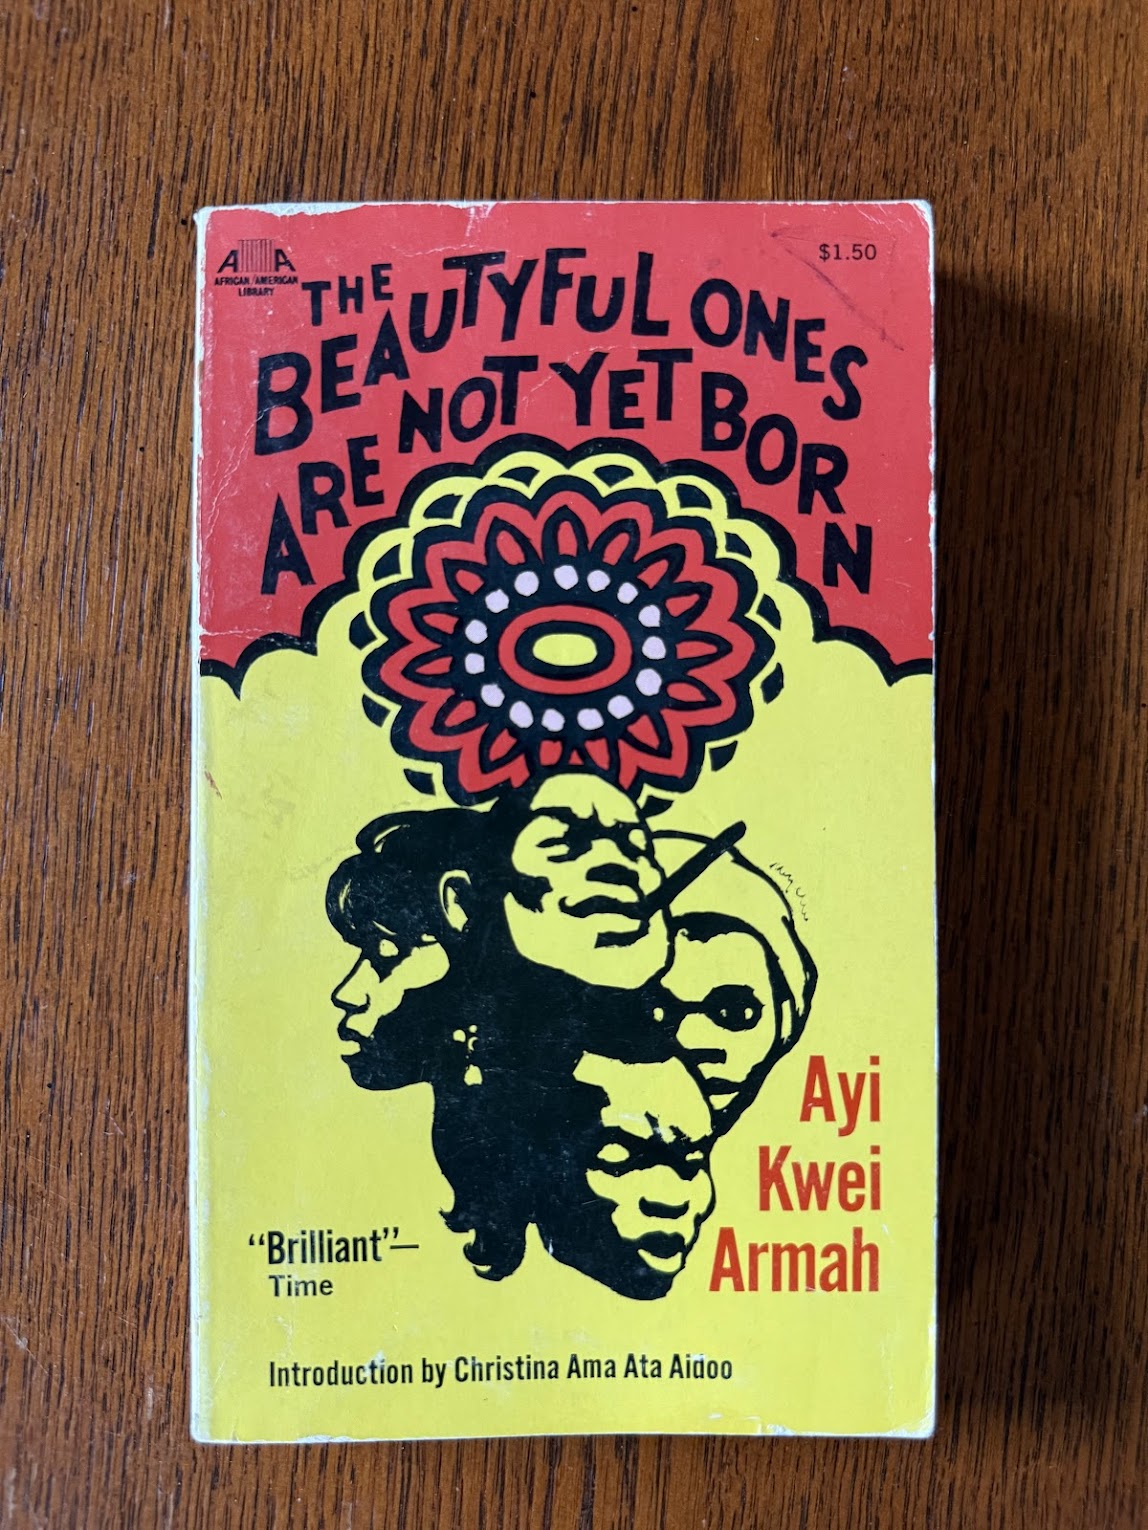 AA
AFRICAN/AMERICAN
LIBRARY
$1.50
THE
BEAUTYFUL ONES
ARE NOT YET BORN
Ayi
Kwei
Armah
“Brilliant”—
Time
Introduction by Christina Ama Ata Aidoo